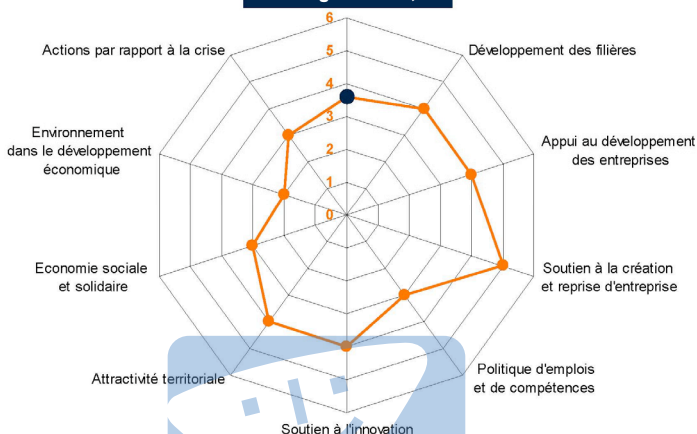 6
5
4
3
2
1
0
Développement des filières
Appui au développement
des entreprises
Soutien à la création
et reprise d'entreprise
Politique d'emplois
et de compétences
Soutien à l'innovation
Attractivité territoriale
Economie sociale
et solidaire
Environnement
dans le développement
économique
Actions par rapport à la crise